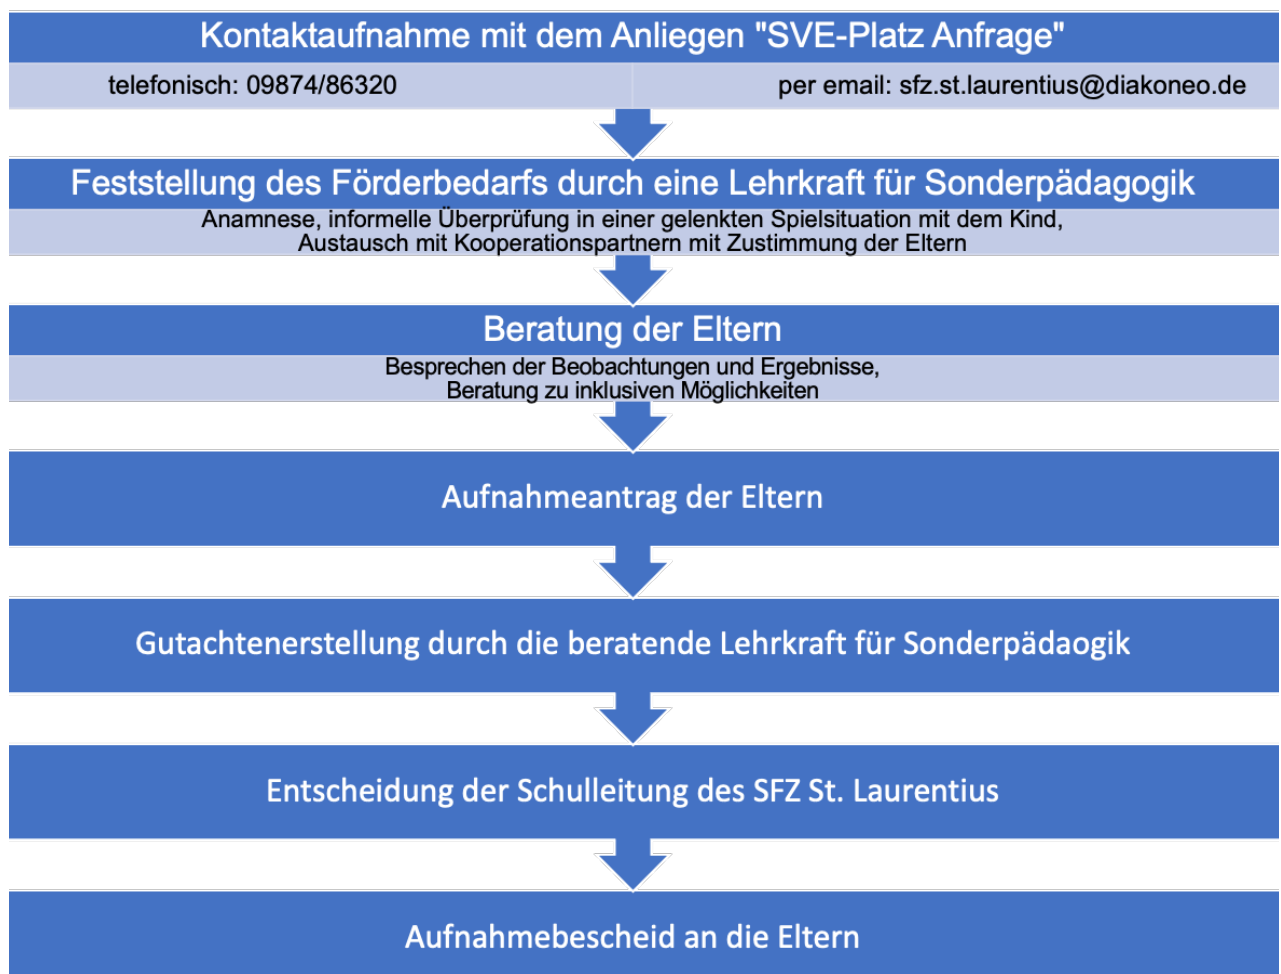 Kontaktaufnahme mit dem Anliegen "SVE-Platz Anfrage"
telefonisch: 09874/86320
per email: sfz.st.laurentius@diakoneo.de
Feststellung des Förderbedarfs durch eine Lehrkraft für Sonderpädagogik
Anamnese, informelle Überprüfung in einer gelenkten Spielsituation mit dem Kind,
Austausch mit Kooperationspartnern mit Zustimmung der Eltern
Beratung der Eltern
Besprechen der Beobachtungen und Ergebnisse,
Beratung zu inklusiven Möglichkeiten
Aufnahmeantrag der Eltern
Gutachtenerstellung durch die beratende Lehrkraft für Sonderpädaogik
Entscheidung der Schulleitung des SFZ St. Laurentius
Aufnahmebescheid an die Eltern